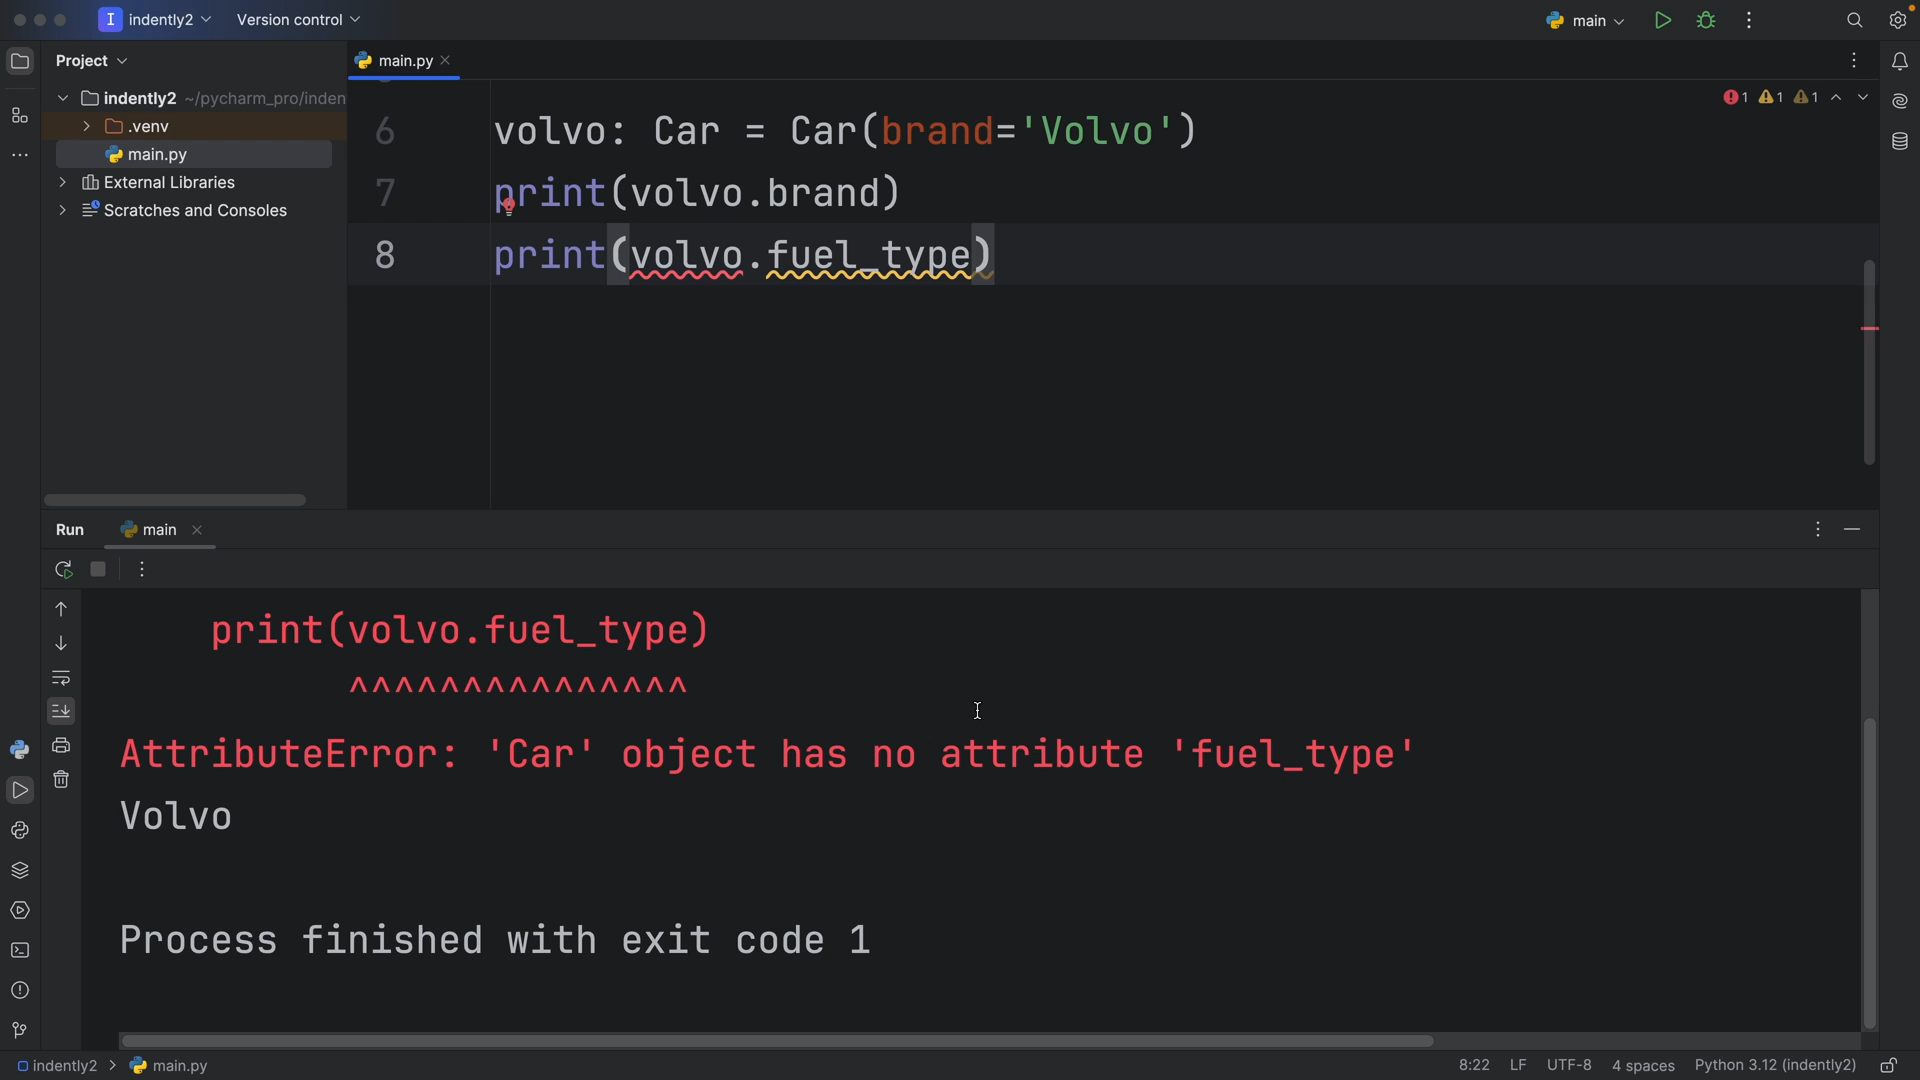 I indently2 Version control main
Project
main.py
indently2 ~/pycharm_pro/inden
.venv
main.py
External Libraries
Scratches and Consoles
1 1 1
6 volvo: Car = Car(brand='Volvo')
7 print(volvo.brand)
8 print(volvo.fuel_type)
Run main
print(volvo.fuel_type)
^^^^^^^^^^^^^^^
AttributeError: 'Car' object has no attribute 'fuel_type'
Volvo
Process finished with exit code 1
indently2 > main.py 8:22 LF UTF-8 4 spaces Python 3.12 (indently2)